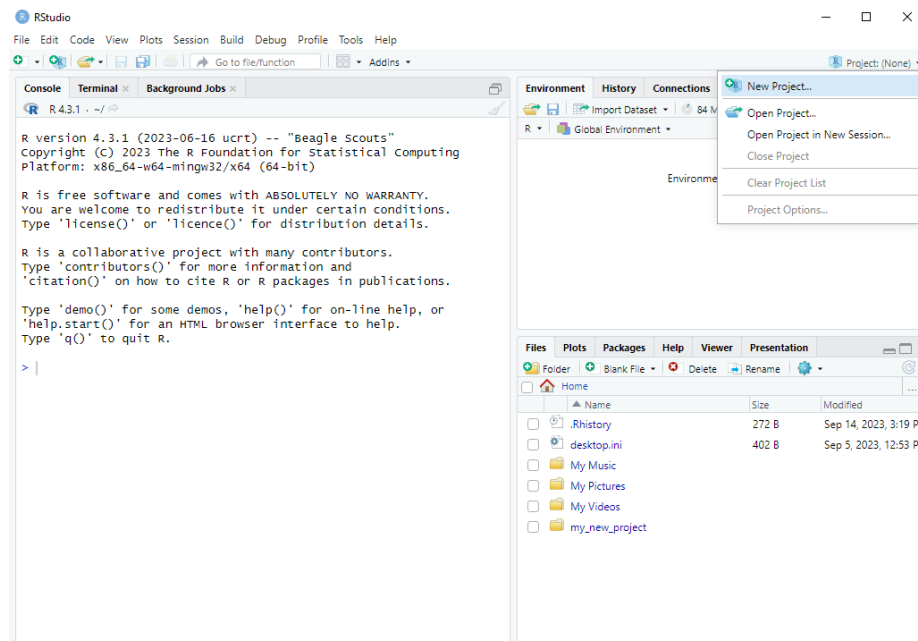 RStudio
File Edit Code View Plots Session Build Debug Profile Tools Help
Go to file/function Addins Project: (None)
Console Terminal Background Jobs
R 4.3.1 · ~/
R version 4.3.1 (2023-06-16 ucrt) -- "Beagle Scouts"
Copyright (C) 2023 The R Foundation for Statistical Computing
Platform: x86_64-w64-mingw32/x64 (64-bit)
R is free software and comes with ABSOLUTELY NO WARRANTY.
You are welcome to redistribute it under certain conditions.
Type 'license()' or 'licence()' for distribution details.
R is a collaborative project with many contributors.
Type 'contributors()' for more information and
'citation()' on how to cite R or R packages in publications.
Type 'demo()' for some demos, 'help()' for on-line help, or
'help.start()' for an HTML browser interface to help.
Type 'q()' to quit R.
>
Environment History Connections
Import Dataset 84 M
R Global Environment
Environme
New Project...
Open Project...
Open Project in New Session...
Close Project
Clear Project List
Project Options...
Files Plots Packages Help Viewer Presentation
Folder Blank File Delete Rename
Home ...
Name Size Modified
.Rhistory 272 B Sep 14, 2023, 3:19 P
desktop.ini 402 B Sep 5, 2023, 12:53 P
My Music
My Pictures
My Videos
my_new_project